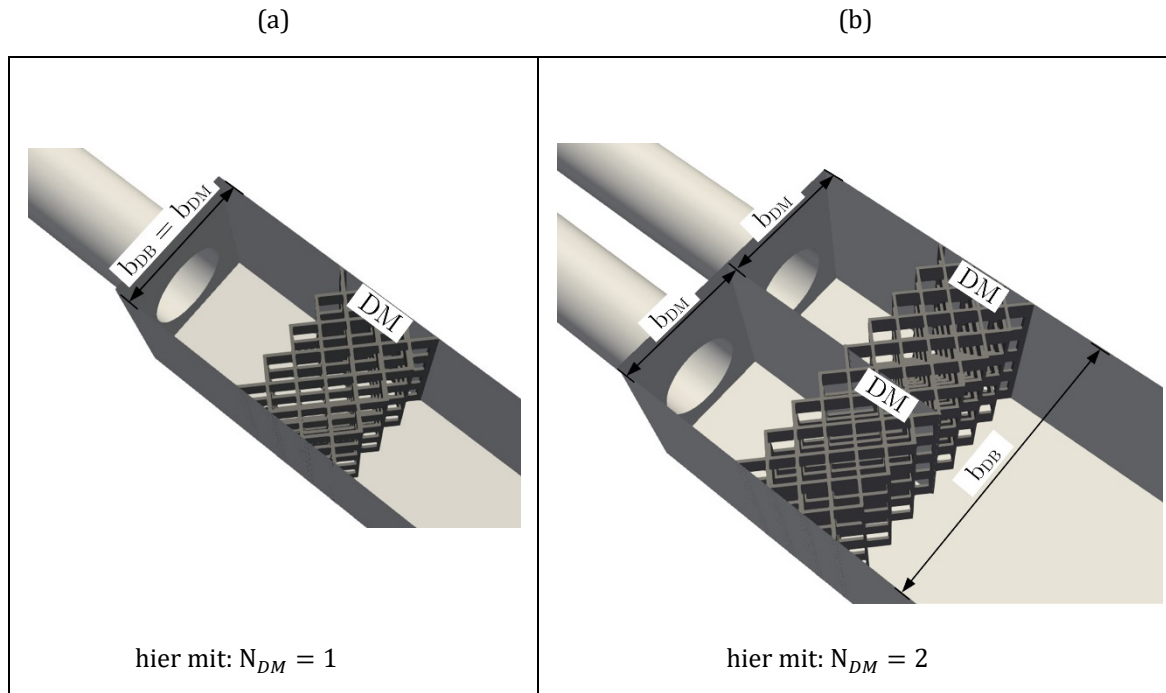 (a)
(b)
b_DB = b_DM
DM
hier mit: N_DM = 1
b_DM
b_DM
DM
DM
b_DB
hier mit: N_DM = 2